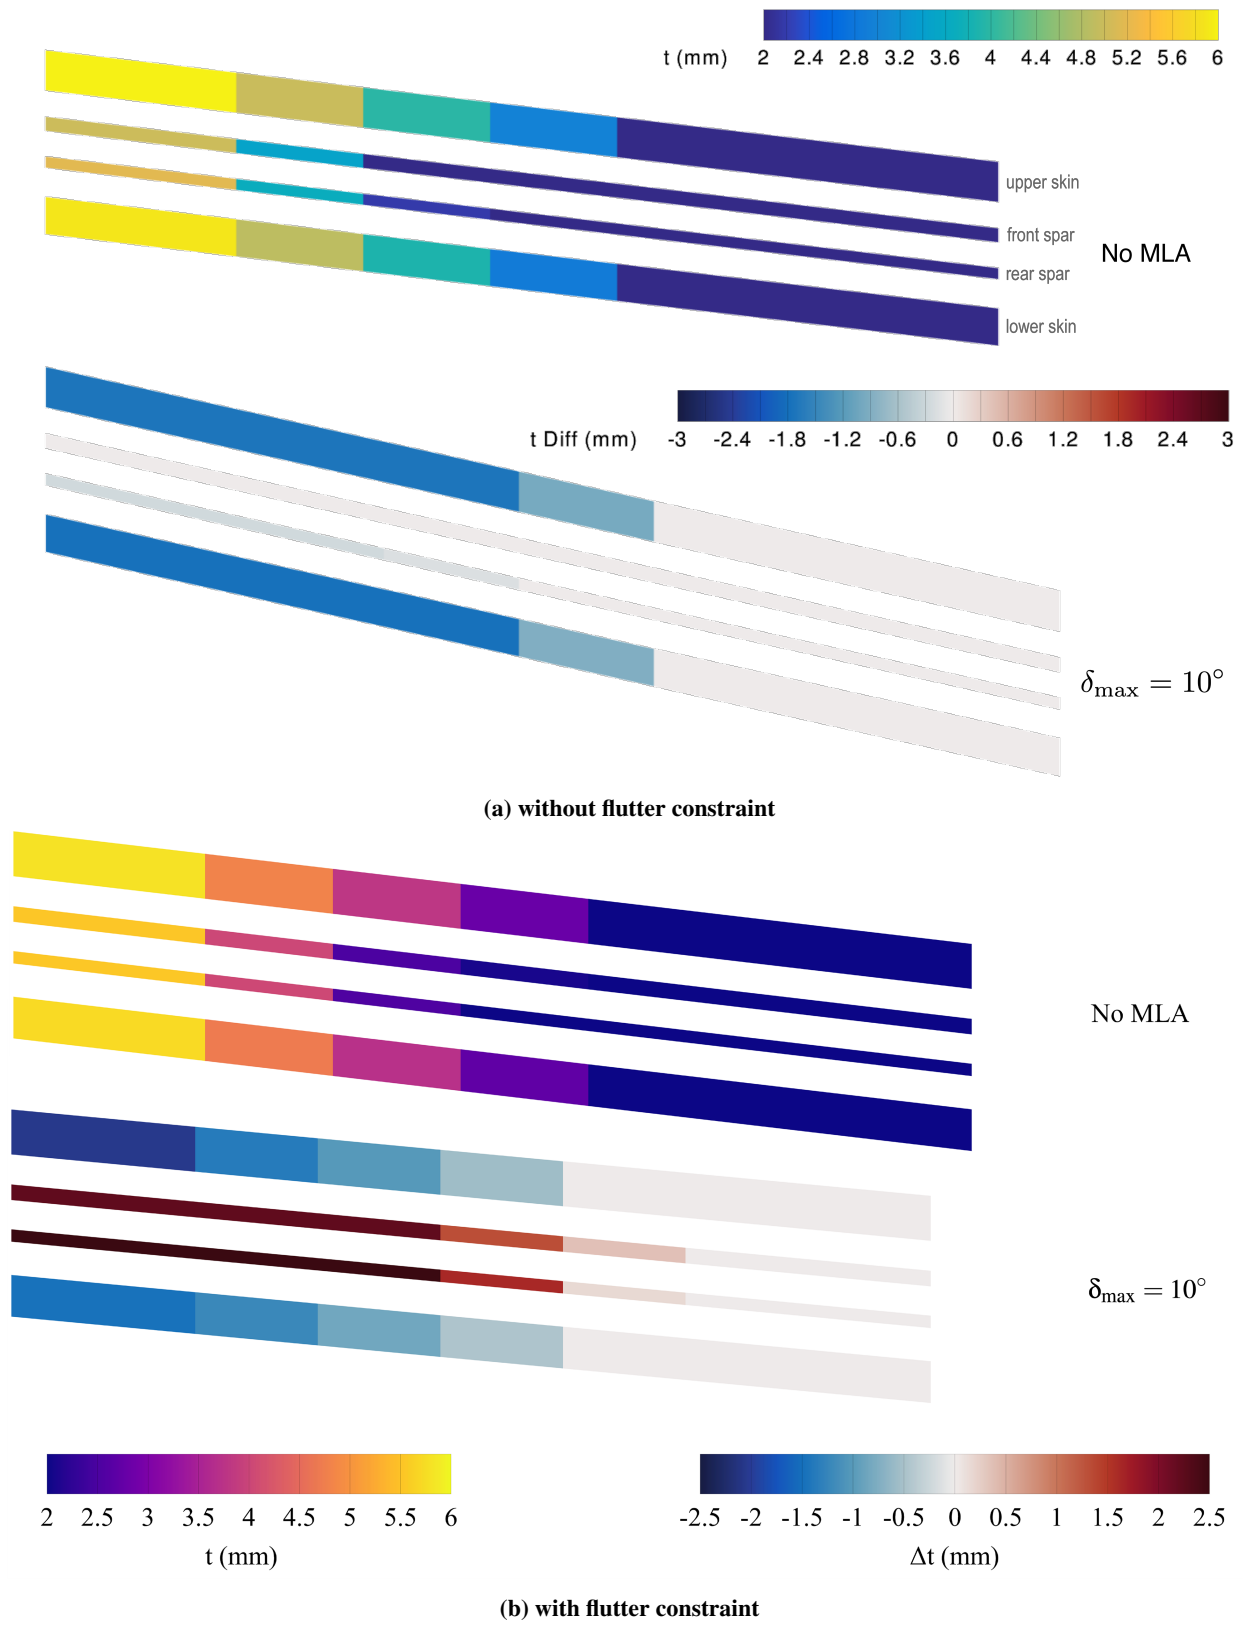 t (mm) 2 2.4 2.8 3.2 3.6 4 4.4 4.8 5.2 5.6 6
upper skin
front spar
No MLA
rear spar
lower skin
t Diff (mm) -3 -2.4 -1.8 -1.2 -0.6 0 0.6 1.2 1.8 2.4 3
δmax = 10°
(a) without flutter constraint
No MLA
δmax = 10°
2 2.5 3 3.5 4 4.5 5 5.5 6
t (mm)
-2.5 -2 -1.5 -1 -0.5 0 0.5 1 1.5 2 2.5
Δt (mm)
(b) with flutter constraint